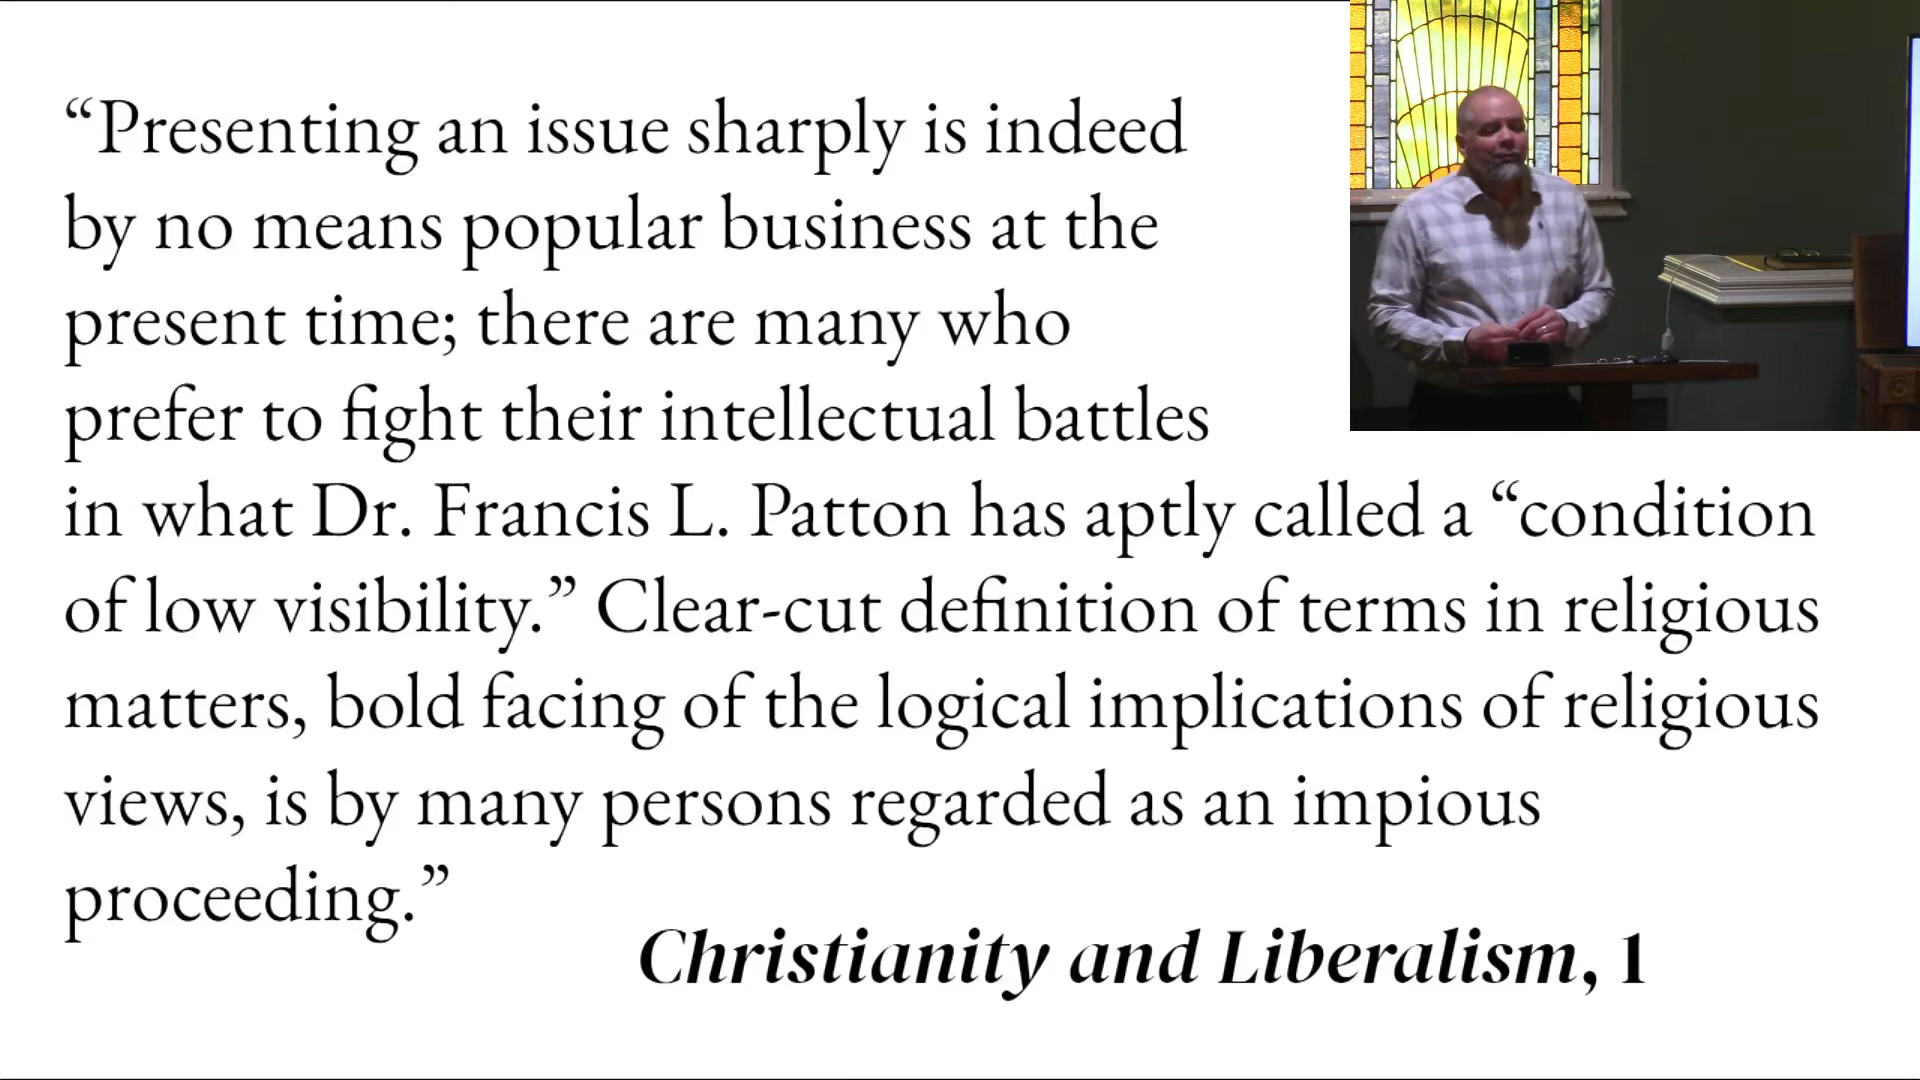 “Presenting an issue sharply is indeed
by no means popular business at the
present time; there are many who
prefer to fight their intellectual battles
in what Dr. Francis L. Patton has aptly called a “condition
of low visibility.” Clear-cut definition of terms in religious
matters, bold facing of the logical implications of religious
views, is by many persons regarded as an impious
proceeding.”
Christianity and Liberalism, 1